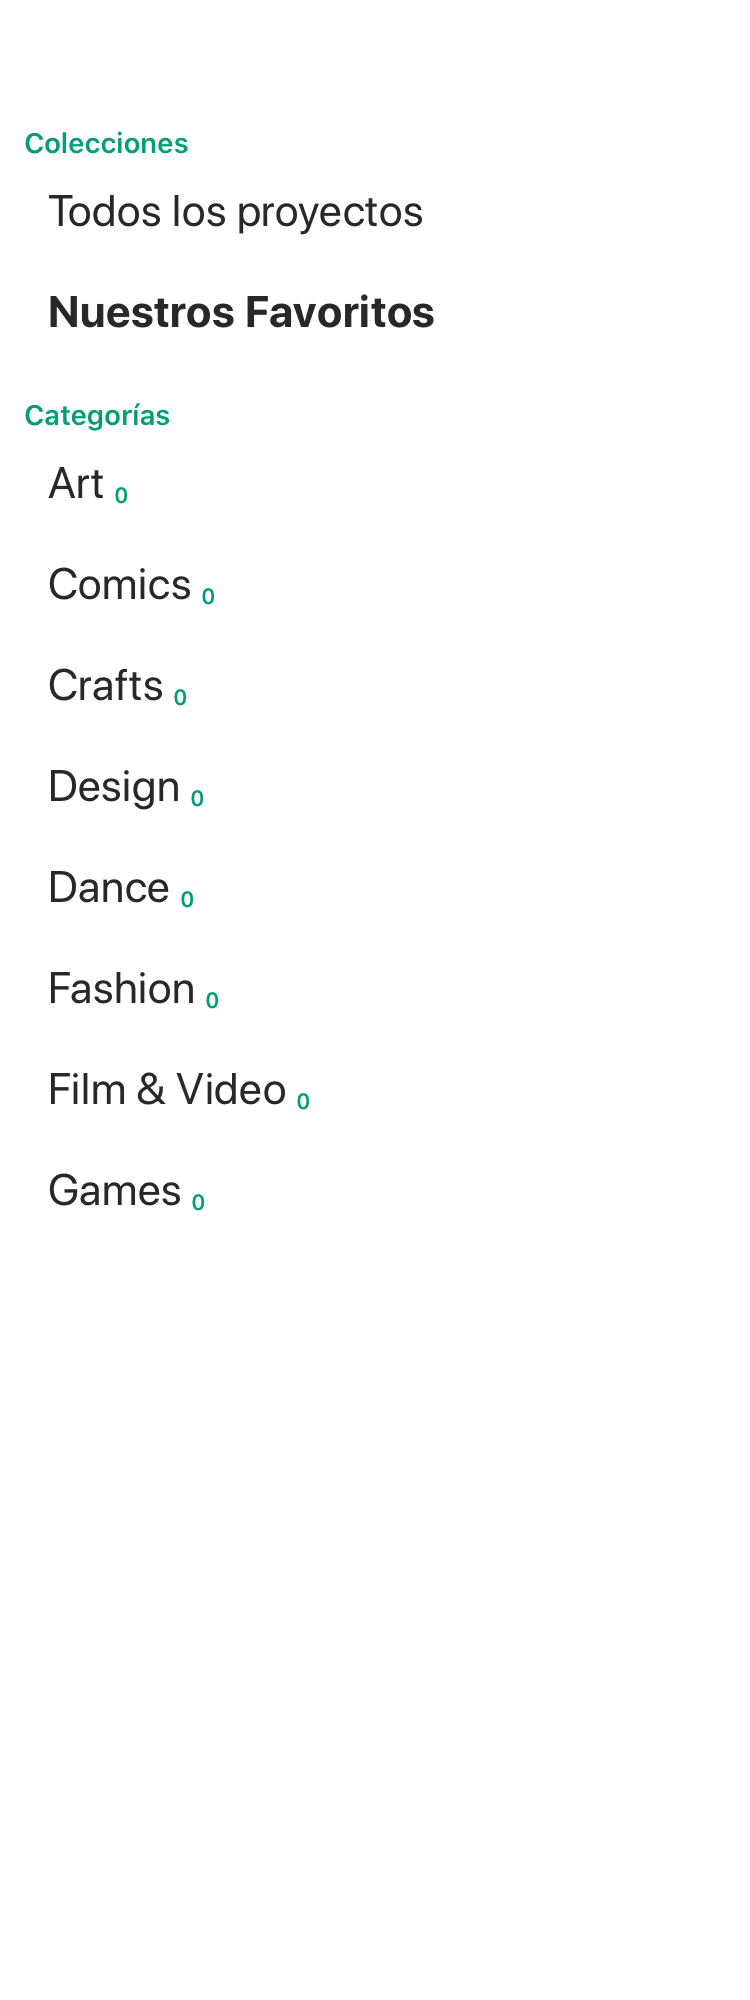 Colecciones
Todos los proyectos
Nuestros Favoritos
Categorías
Art 0
Comics 0
Crafts 0
Design 0
Dance 0
Fashion 0
Film & Video 0
Games 0